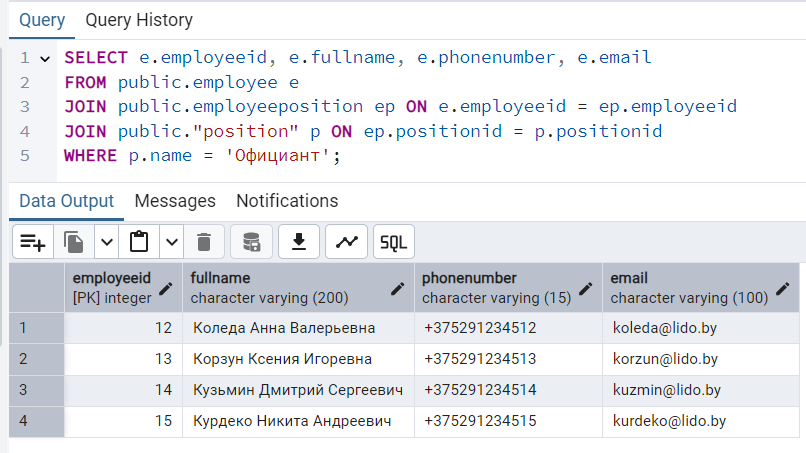 Query Query History
1 SELECT e.employeeid, e.fullname, e.phonenumber, e.email
2 FROM public.employee e
3 JOIN public.employeeposition ep ON e.employeeid = ep.employeeid
4 JOIN public."position" p ON ep.positionid = p.positionid
5 WHERE p.name = 'Официант';
Data Output Messages Notifications
SQL
employeeid fullname phonenumber email
[PK] integer character varying (200) character varying (15) character varying (100)
1 12 Коледа Анна Валерьевна +375291234512 koleda@lido.by
2 13 Корзун Ксения Игоревна +375291234513 korzun@lido.by
3 14 Кузьмин Дмитрий Сергеевич +375291234514 kuzmin@lido.by
4 15 Курдеко Никита Андреевич +375291234515 kurdeko@lido.by